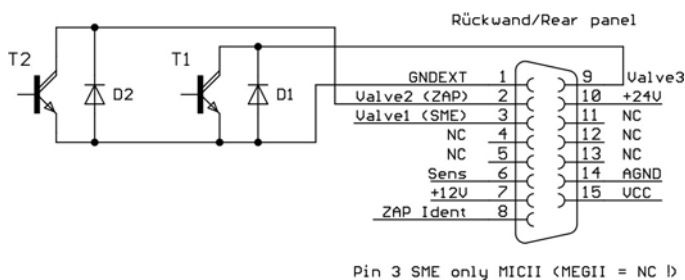 Rückwand/Rear panel
T2
D2
T1
D1
GNDEXT 1
Valve2 (ZAP) 2
Valve1 (SME) 3
NC 4
NC 5
Sens 6
+12V 7
ZAP Ident 8
9 Valve3
10 +24V
11 NC
12 NC
13 NC
14 AGND
15 VCC
Pin 3 SME only MICII (MEGII = NC !)